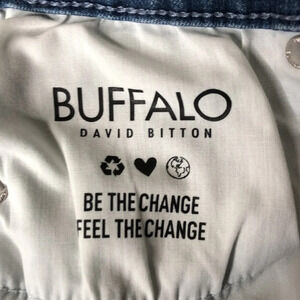 BUFFALO
DAVID BITTON
BE THE CHANGE
FEEL THE CHANGE